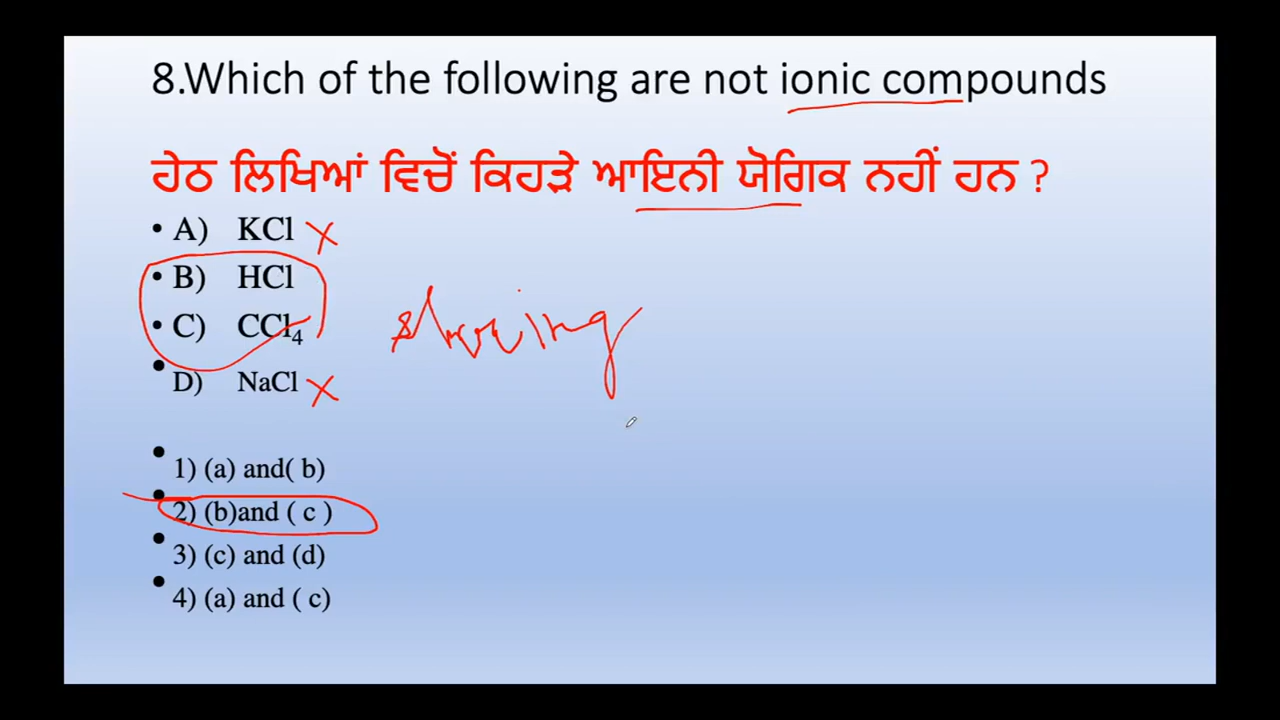 8.Which of the following are not ionic compounds
ਹੇਠ ਲਿਖਿਆਂ ਵਿਚੋਂ ਕਿਹੜੇ ਆਇਨੀ ਯੋਗਿਕ ਨਹੀਂ ਹਨ ?
• A) KCl
• B) HCl
• C) CCl₄
• D) NaCl
sharing
• 1) (a) and( b)
• 2) (b)and ( c )
• 3) (c) and (d)
• 4) (a) and ( c)